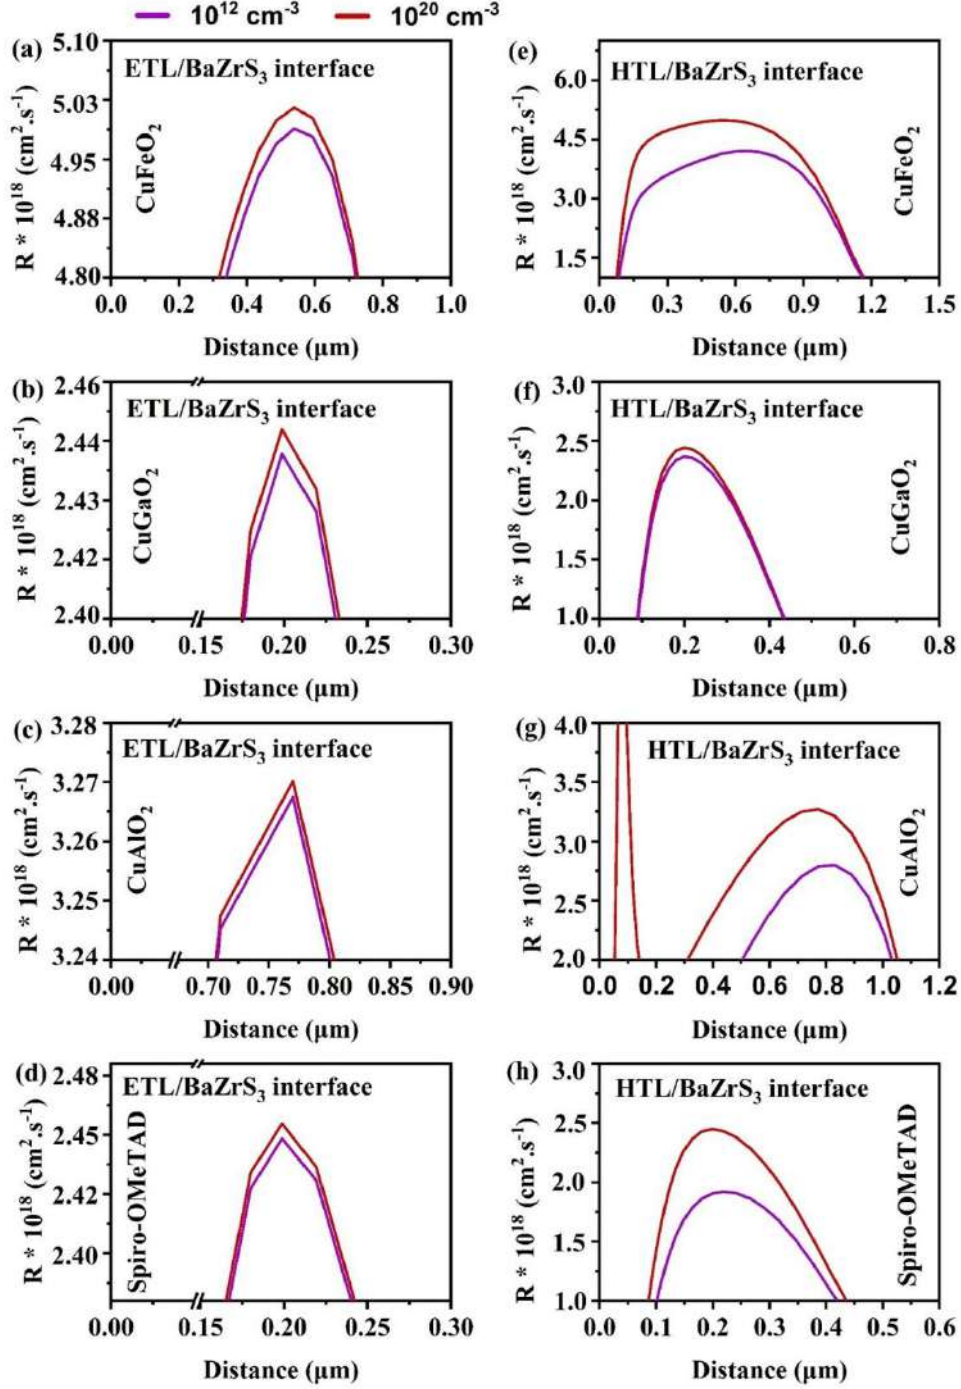 10¹² cm⁻³ 10²⁰ cm⁻³
(a)
ETL/BaZrS₃ interface
CuFeO₂
R * 10¹⁸ (cm².s⁻¹)
5.10
5.03
4.95
4.88
4.80
0.0 0.2 0.4 0.6 0.8 1.0
Distance (µm)
(e)
HTL/BaZrS₃ interface
CuFeO₂
R * 10¹⁸ (cm².s⁻¹)
6.0
4.5
3.0
1.5
0.0 0.3 0.6 0.9 1.2 1.5
Distance (µm)
(b)
ETL/BaZrS₃ interface
CuGaO₂
R * 10¹⁸ (cm².s⁻¹)
2.46
2.44
2.43
2.42
2.40
0.00 0.15 0.20 0.25 0.30
Distance (µm)
(f)
HTL/BaZrS₃ interface
CuGaO₂
R * 10¹⁸ (cm².s⁻¹)
3.0
2.5
2.0
1.5
1.0
0.0 0.2 0.4 0.6 0.8
Distance (µm)
(c)
ETL/BaZrS₃ interface
CuAlO₂
R * 10¹⁸ (cm².s⁻¹)
3.28
3.27
3.26
3.25
3.24
0.00 0.70 0.75 0.80 0.85 0.90
Distance (µm)
(g)
HTL/BaZrS₃ interface
CuAlO₂
R * 10¹⁸ (cm².s⁻¹)
4.0
3.5
3.0
2.5
2.0
0.0 0.2 0.4 0.6 0.8 1.0 1.2
Distance (µm)
(d)
ETL/BaZrS₃ interface
Spiro-OMeTAD
R * 10¹⁸ (cm².s⁻¹)
2.48
2.45
2.42
2.40
0.00 0.15 0.20 0.25 0.30
Distance (µm)
(h)
HTL/BaZrS₃ interface
Spiro-OMeTAD
R * 10¹⁸ (cm².s⁻¹)
3.0
2.5
2.0
1.5
1.0
0.0 0.1 0.2 0.3 0.4 0.5 0.6
Distance (µm)